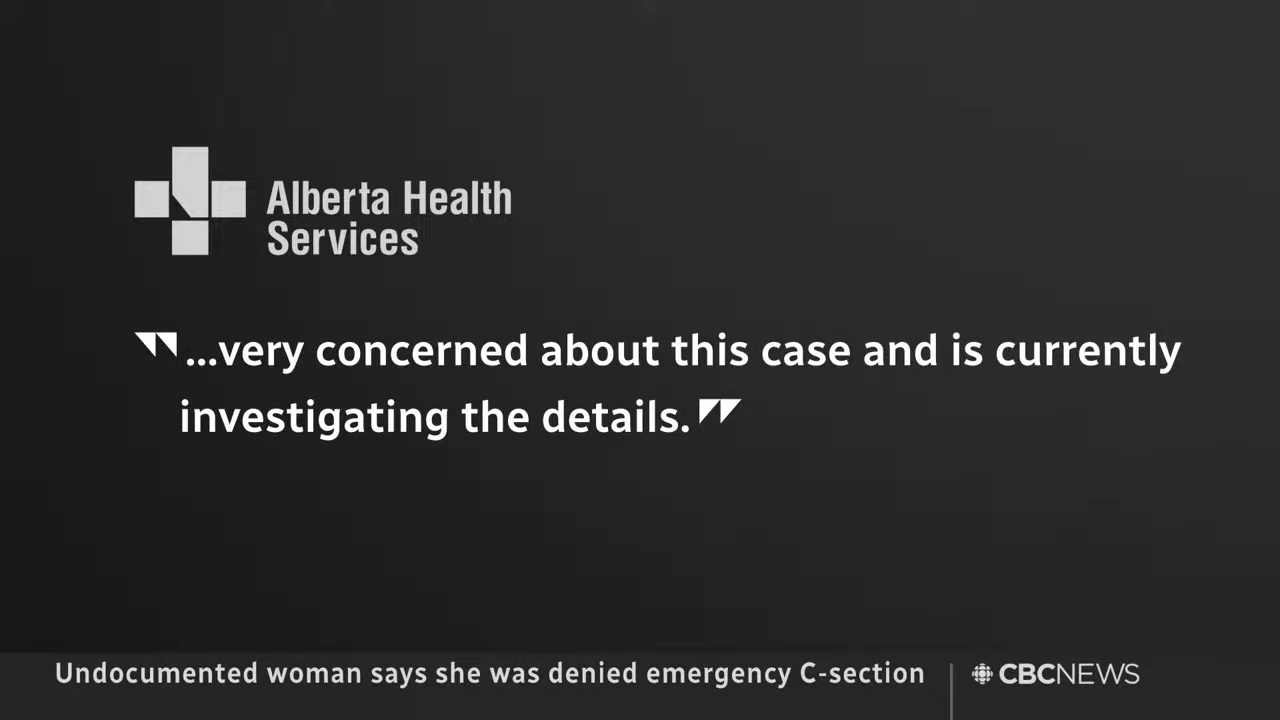 Alberta Health
Services
"...very concerned about this case and is currently
investigating the details."
Undocumented woman says she was denied emergency C-section
CBCNEWS